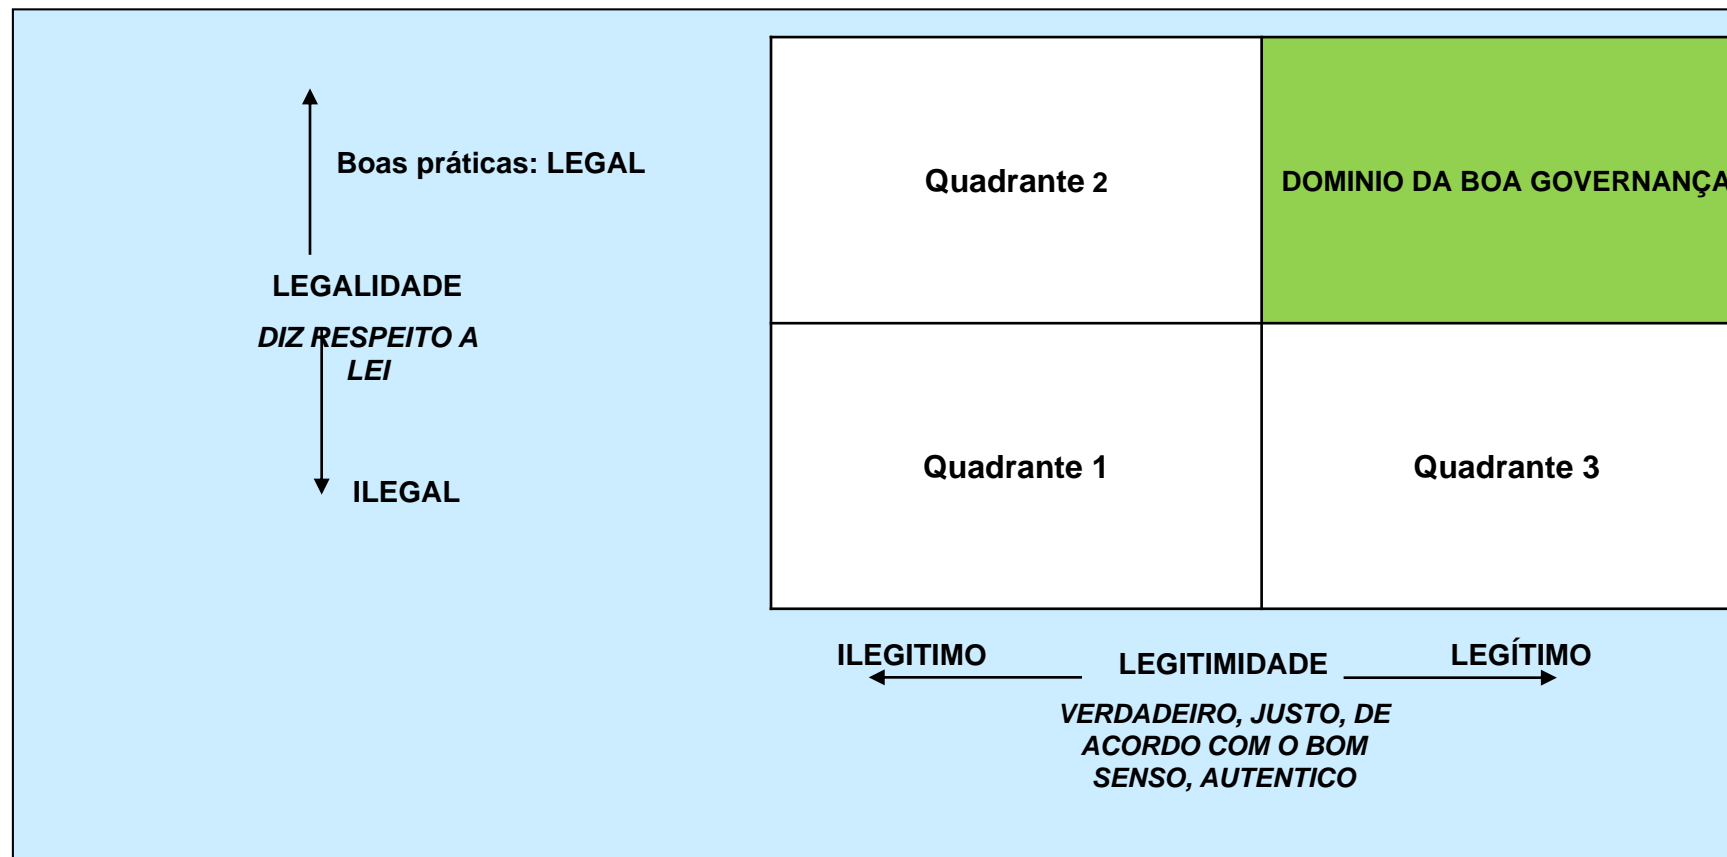 Boas práticas: LEGAL
LEGALIDADE
DIZ RESPEITO A
LEI
ILEGAL
Quadrante 2
DOMINIO DA BOA GOVERNANÇA
Quadrante 1
Quadrante 3
ILEGITIMO
LEGITIMIDADE
LEGÍTIMO
VERDADEIRO, JUSTO, DE
ACORDO COM O BOM
SENSO, AUTENTICO